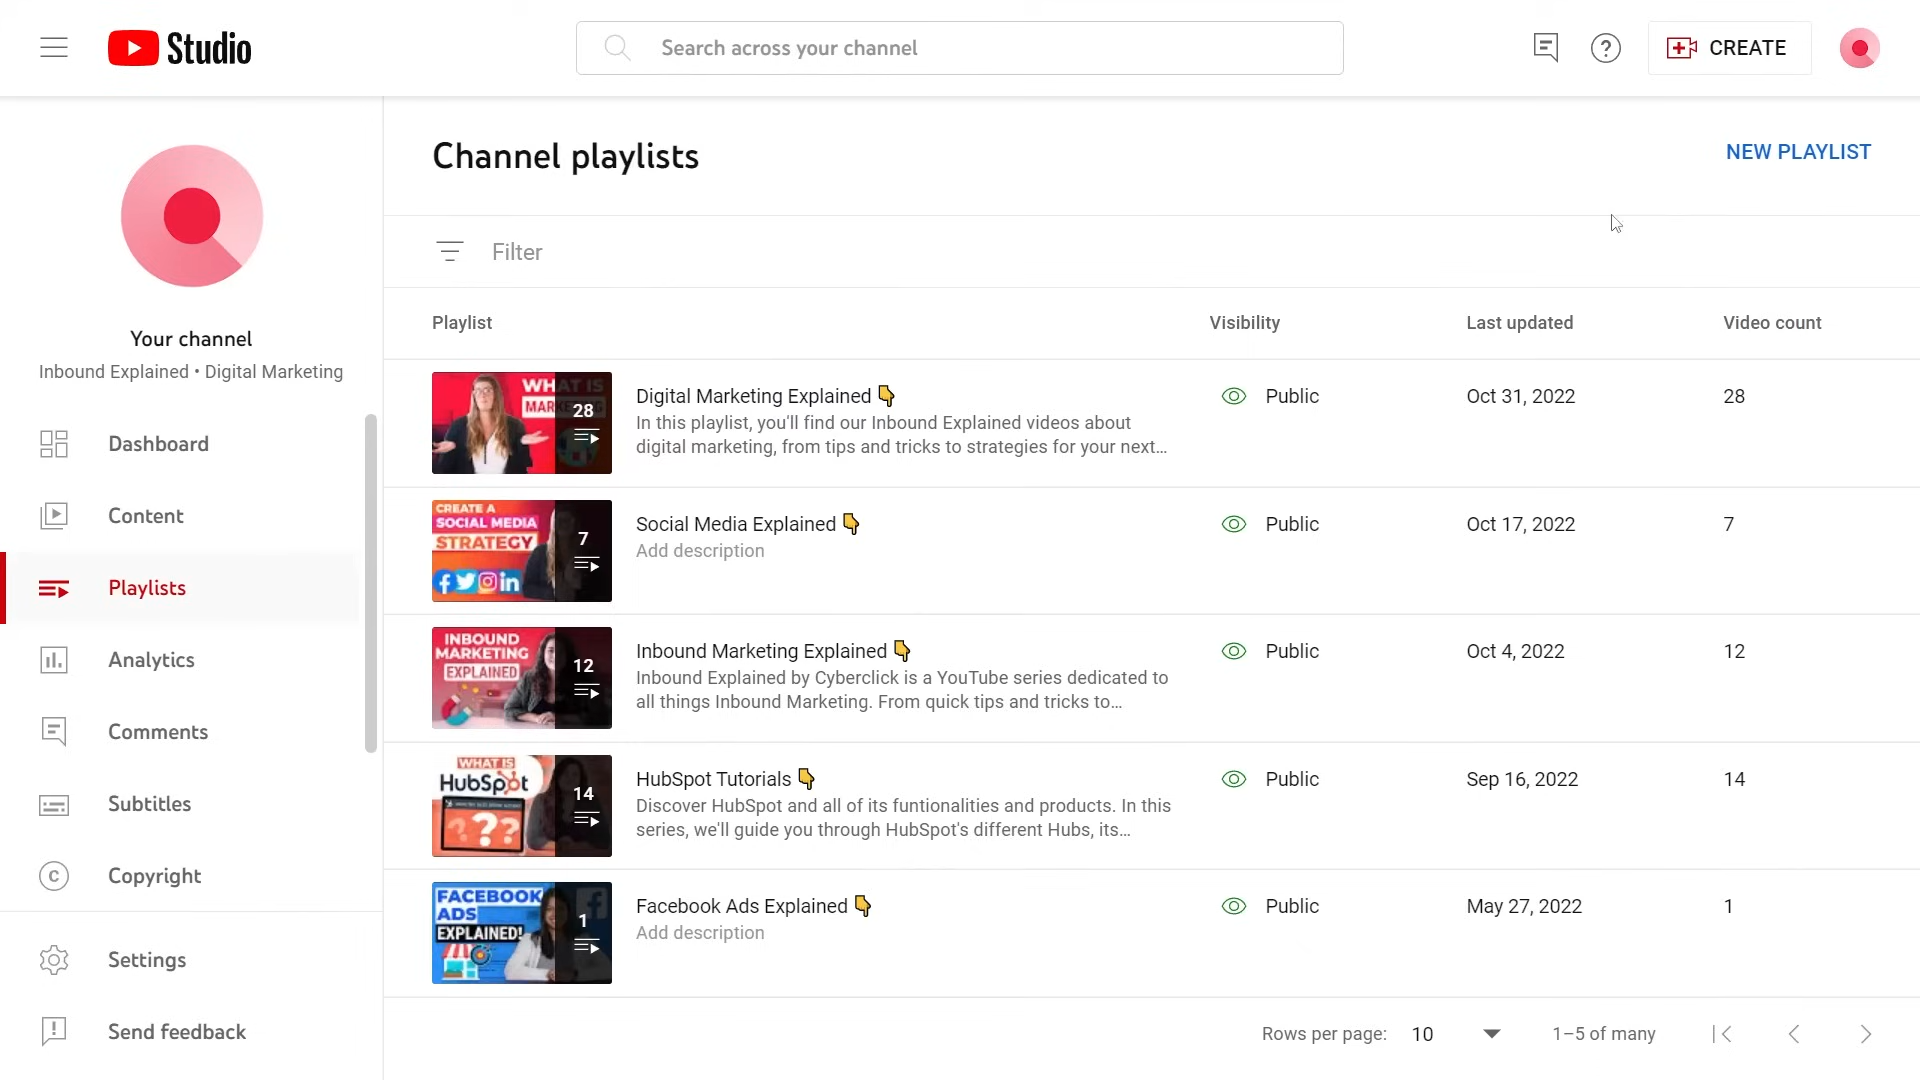 Studio
Search across your channel
CREATE
Your channel
Inbound Explained • Digital Marketing
Dashboard
Content
Playlists
Analytics
Comments
Subtitles
Copyright
Settings
Send feedback
Channel playlists
NEW PLAYLIST
Filter
Playlist Visibility Last updated Video count
WHAT IS
28
Digital Marketing Explained 👇 Public Oct 31, 2022 28
In this playlist, you'll find our Inbound Explained videos about
digital marketing, from tips and tricks to strategies for your next...
CREATE A
SOCIAL MEDIA
STRATEGY
7
Social Media Explained 👇 Public Oct 17, 2022 7
Add description
INBOUND
MARKETING
EXPLAINED
12
Inbound Marketing Explained 👇 Public Oct 4, 2022 12
Inbound Explained by Cyberclick is a YouTube series dedicated to
all things Inbound Marketing. From quick tips and tricks to...
WHAT IS
HubSpot
???
14
HubSpot Tutorials 👇 Public Sep 16, 2022 14
Discover HubSpot and all of its funtionalities and products. In this
series, we'll guide you through HubSpot's different Hubs, its...
FACEBOOK
ADS
EXPLAINED!
1
Facebook Ads Explained 👇 Public May 27, 2022 1
Add description
Rows per page: 10 1–5 of many